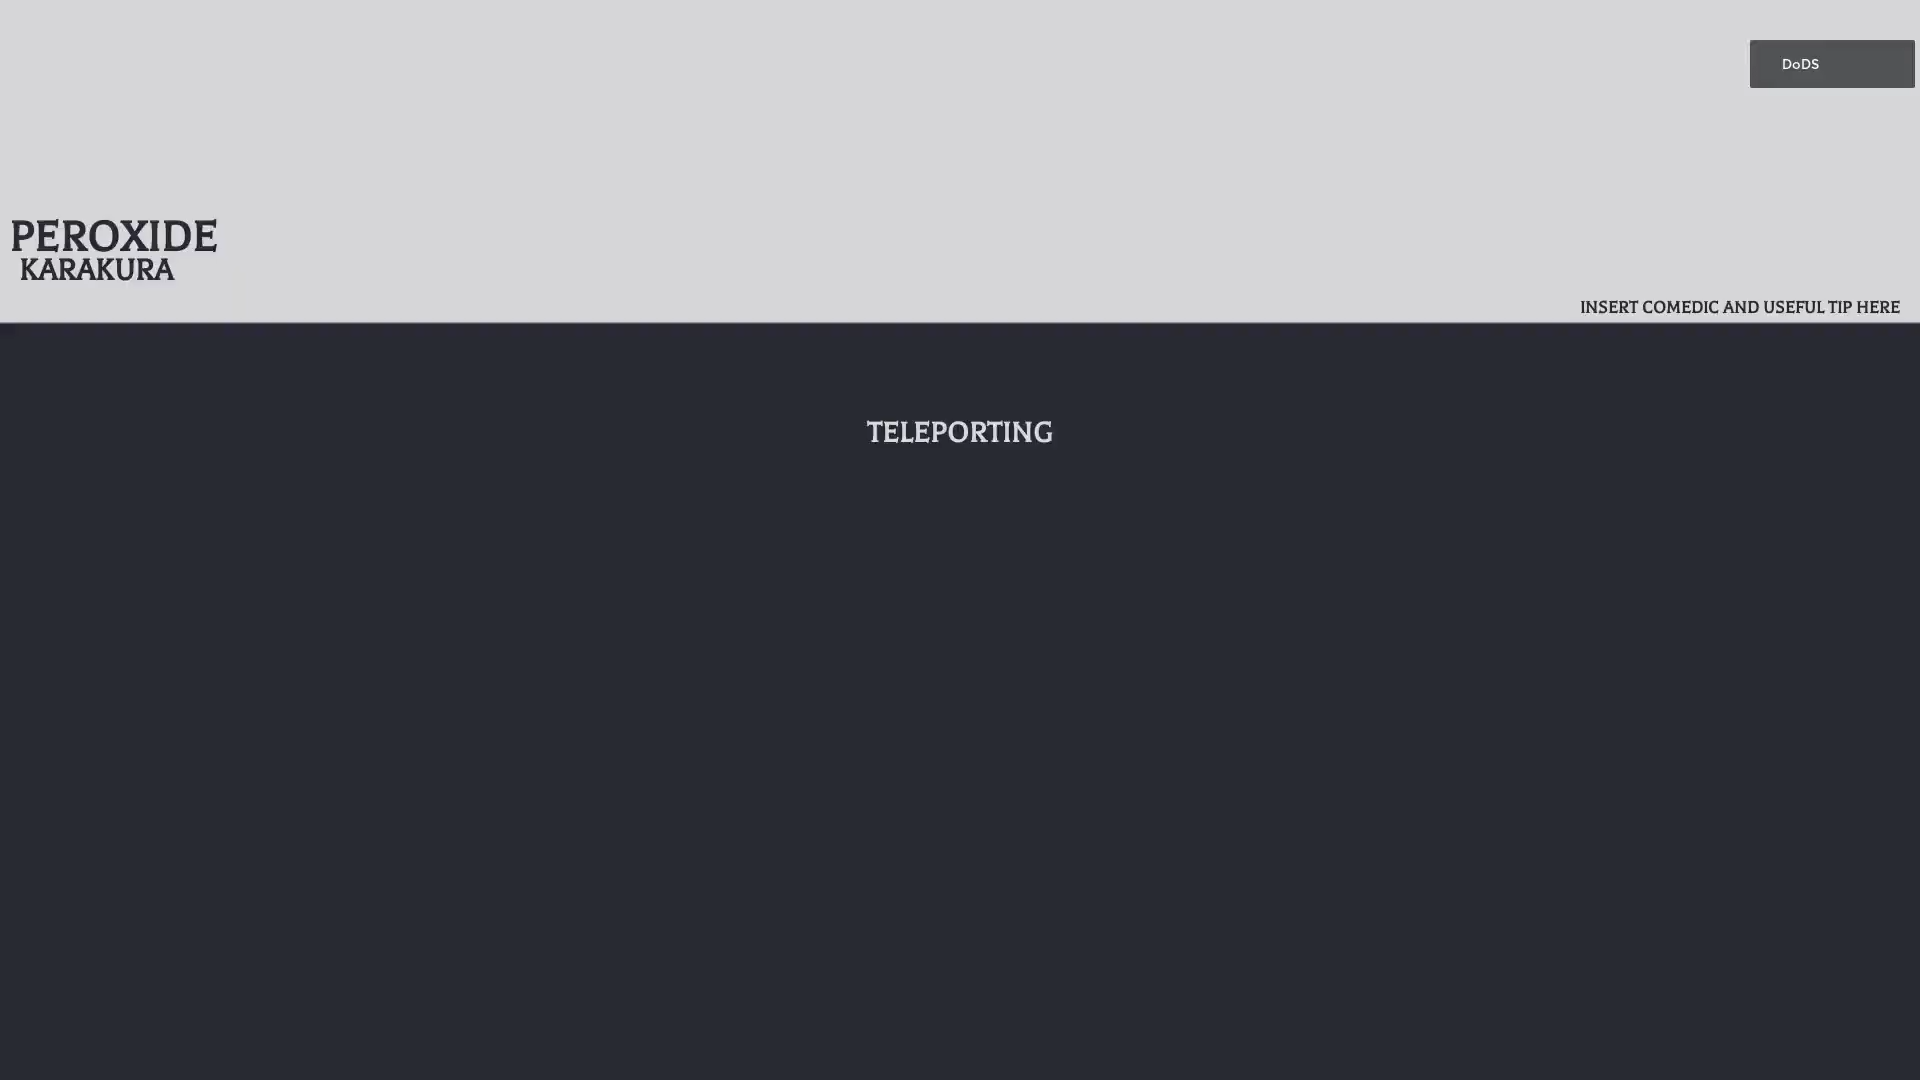 DoDS
PEROXIDE
KARAKURA
INSERT COMEDIC AND USEFUL TIP HERE
TELEPORTING